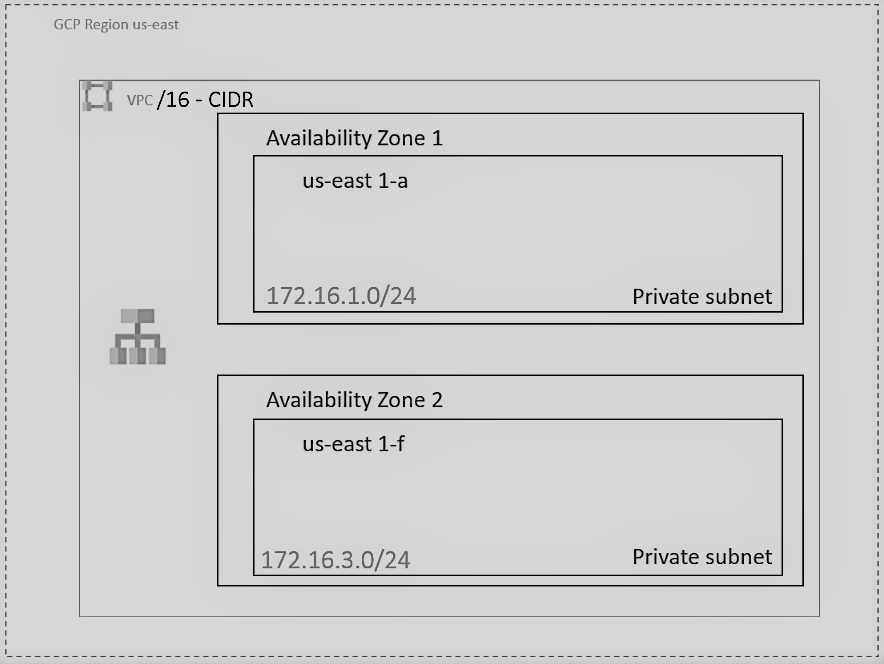 GCP Region us-east
VPC /16 - CIDR
Availability Zone 1
us-east 1-a
172.16.1.0/24 Private subnet
Availability Zone 2
us-east 1-f
172.16.3.0/24 Private subnet